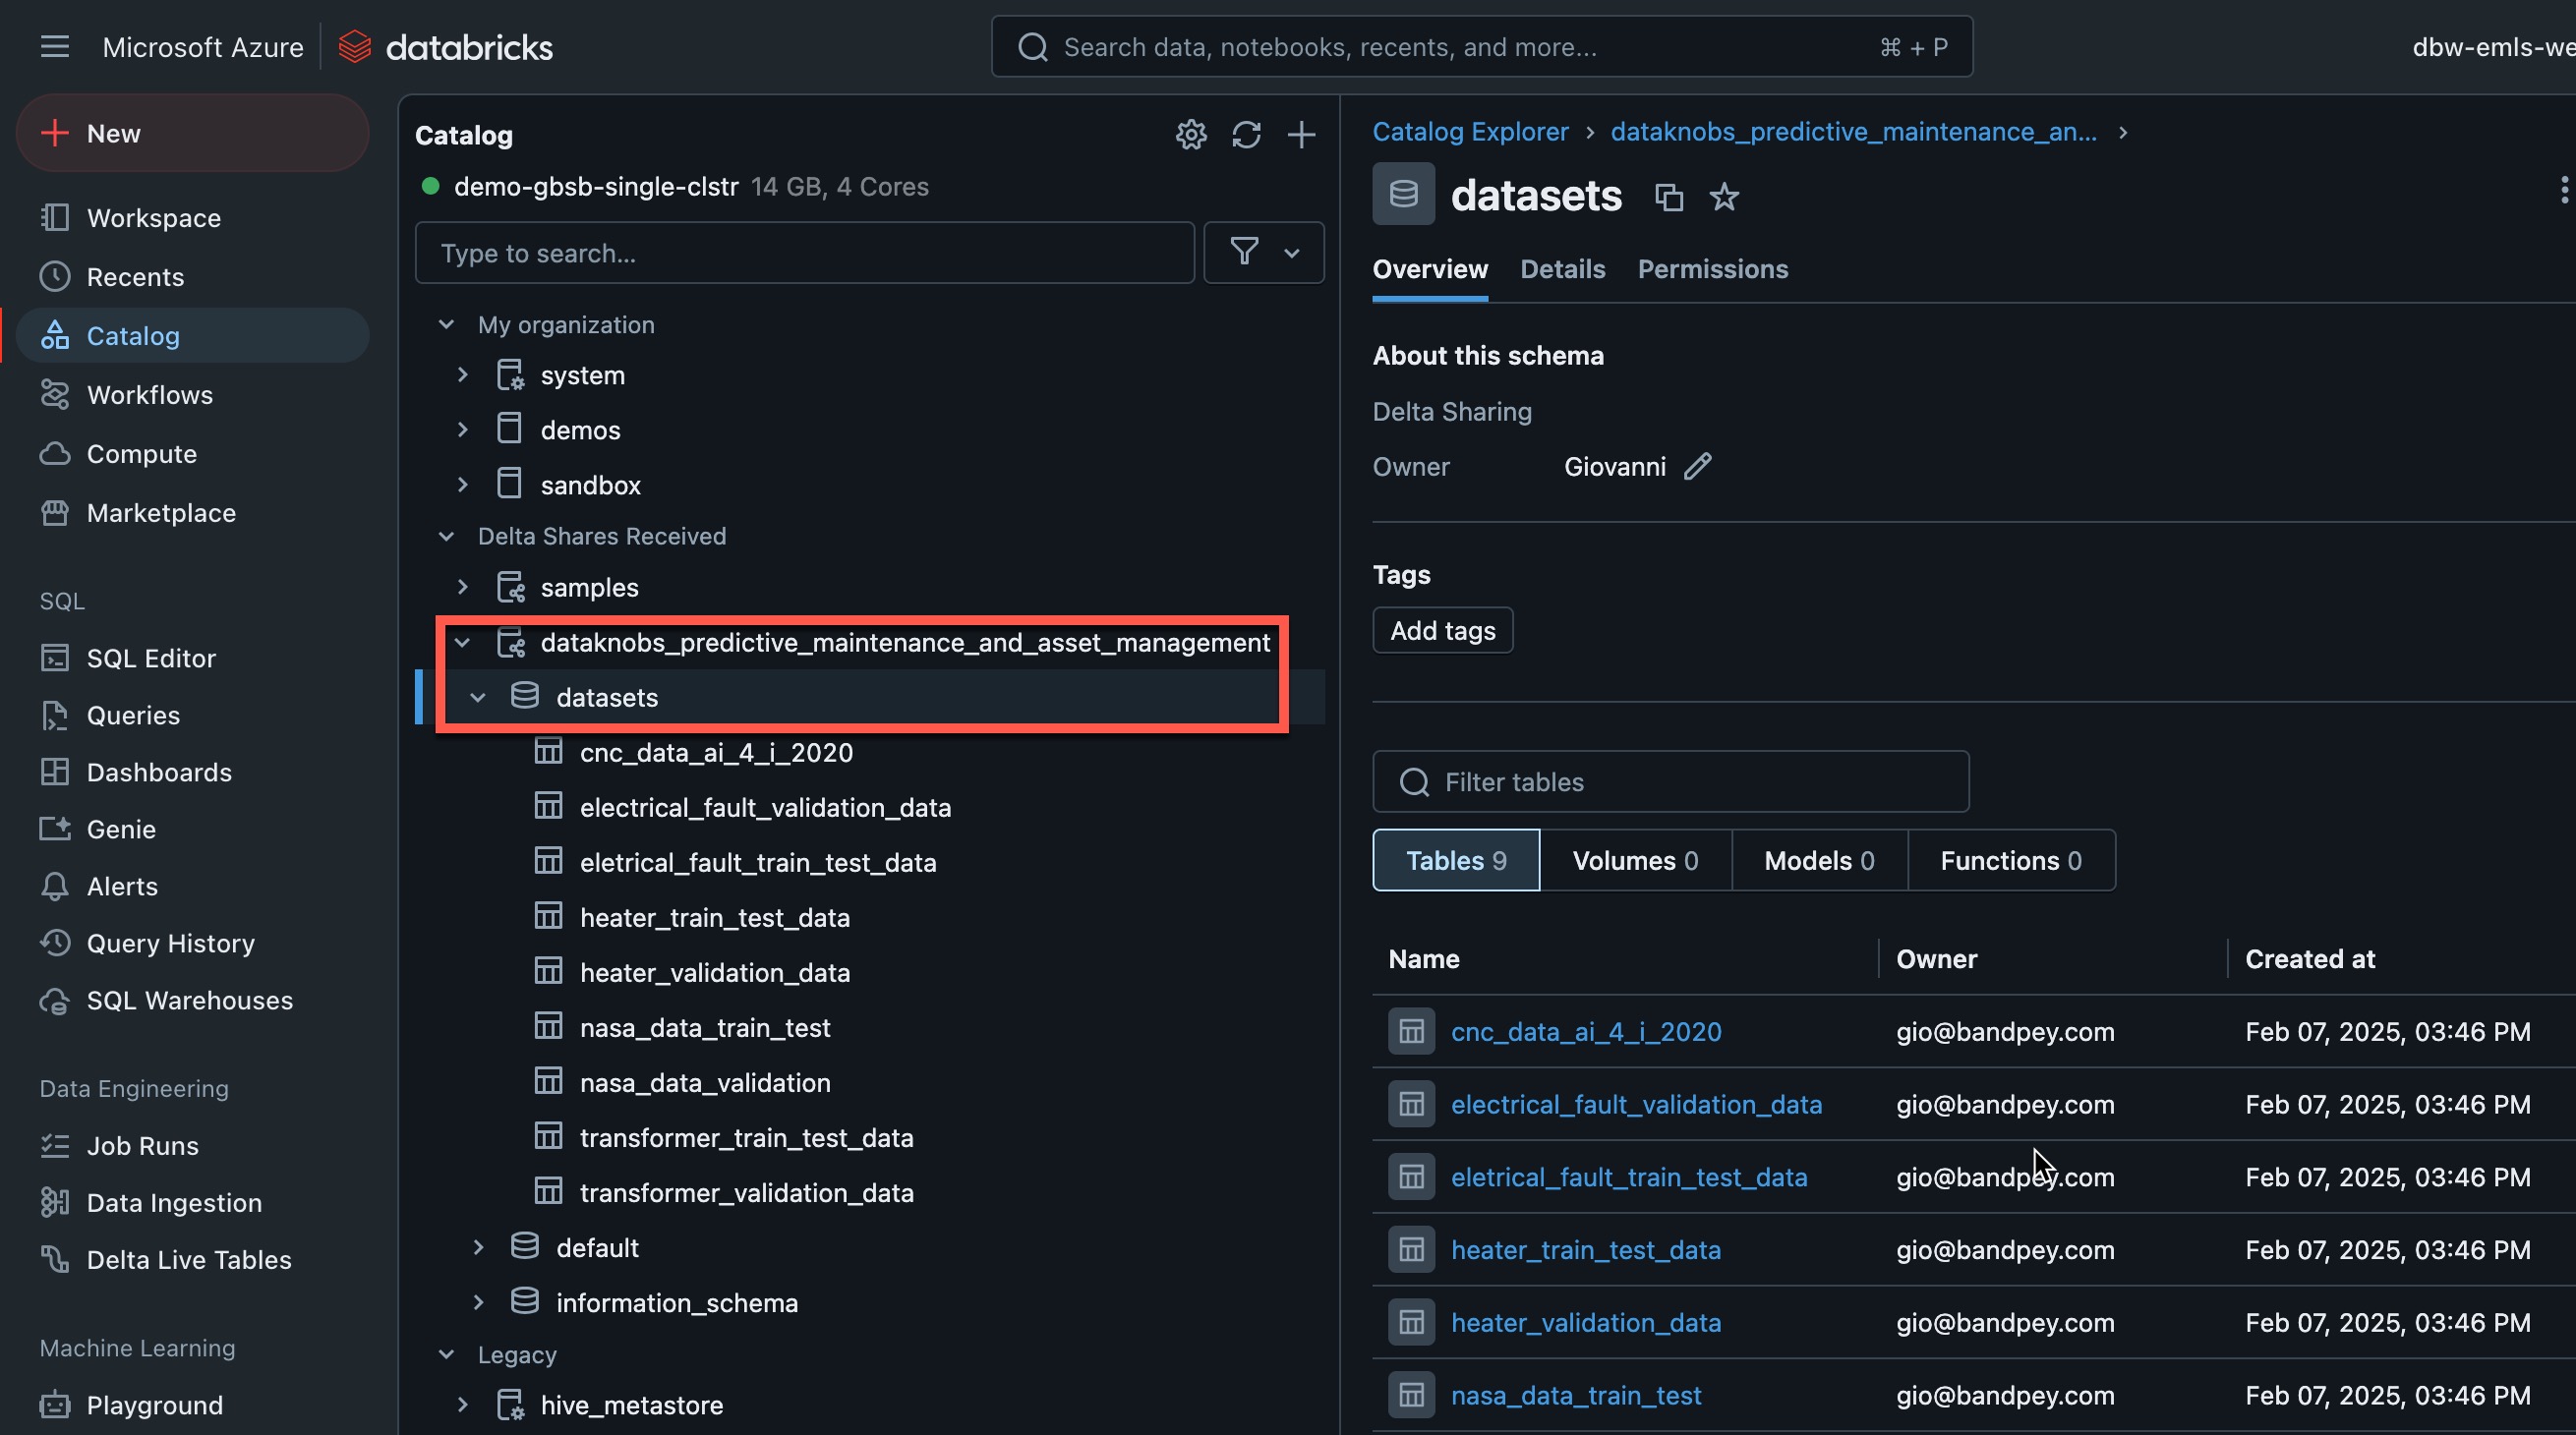 Microsoft Azure databricks
Search data, notebooks, recents, and more... ⌘ + P
dbw-emls-we
New
Workspace
Recents
Catalog
Workflows
Compute
Marketplace
SQL
SQL Editor
Queries
Dashboards
Genie
Alerts
Query History
SQL Warehouses
Data Engineering
Job Runs
Data Ingestion
Delta Live Tables
Machine Learning
Playground
Catalog
demo-gbsb-single-clstr 14 GB, 4 Cores
Type to search...
My organization
system
demos
sandbox
Delta Shares Received
samples
dataknobs_predictive_maintenance_and_asset_management
datasets
cnc_data_ai_4_i_2020
electrical_fault_validation_data
eletrical_fault_train_test_data
heater_train_test_data
heater_validation_data
nasa_data_train_test
nasa_data_validation
transformer_train_test_data
transformer_validation_data
default
information_schema
Legacy
hive_metastore
Catalog Explorer > dataknobs_predictive_maintenance_an... >
datasets
Overview Details Permissions
About this schema
Delta Sharing
Owner Giovanni
Tags
Add tags
Filter tables
Tables 9 Volumes 0 Models 0 Functions 0
Name Owner Created at
cnc_data_ai_4_i_2020 gio@bandpey.com Feb 07, 2025, 03:46 PM
electrical_fault_validation_data gio@bandpey.com Feb 07, 2025, 03:46 PM
eletrical_fault_train_test_data gio@bandpey.com Feb 07, 2025, 03:46 PM
heater_train_test_data gio@bandpey.com Feb 07, 2025, 03:46 PM
heater_validation_data gio@bandpey.com Feb 07, 2025, 03:46 PM
nasa_data_train_test gio@bandpey.com Feb 07, 2025, 03:46 PM